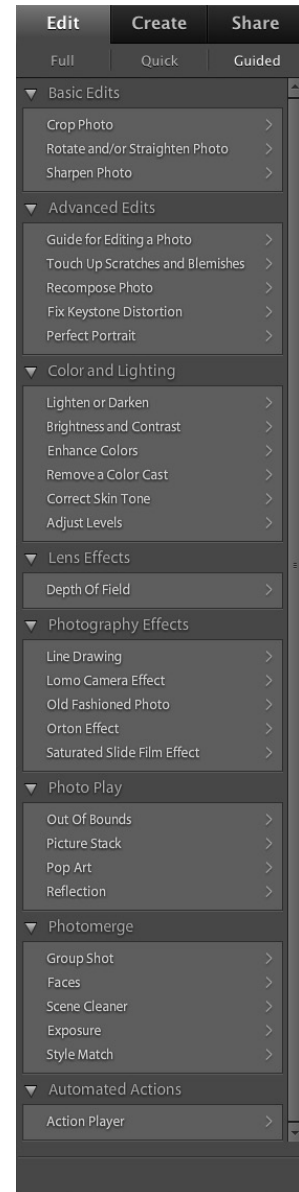 Edit Create Share
Full Quick Guided
Basic Edits
Crop Photo
Rotate and/or Straighten Photo
Sharpen Photo
Advanced Edits
Guide for Editing a Photo
Touch Up Scratches and Blemishes
Recompose Photo
Fix Keystone Distortion
Perfect Portrait
Color and Lighting
Lighten or Darken
Brightness and Contrast
Enhance Colors
Remove a Color Cast
Correct Skin Tone
Adjust Levels
Lens Effects
Depth Of Field
Photography Effects
Line Drawing
Lomo Camera Effect
Old Fashioned Photo
Orton Effect
Saturated Slide Film Effect
Photo Play
Out Of Bounds
Picture Stack
Pop Art
Reflection
Photomerge
Group Shot
Faces
Scene Cleaner
Exposure
Style Match
Automated Actions
Action Player